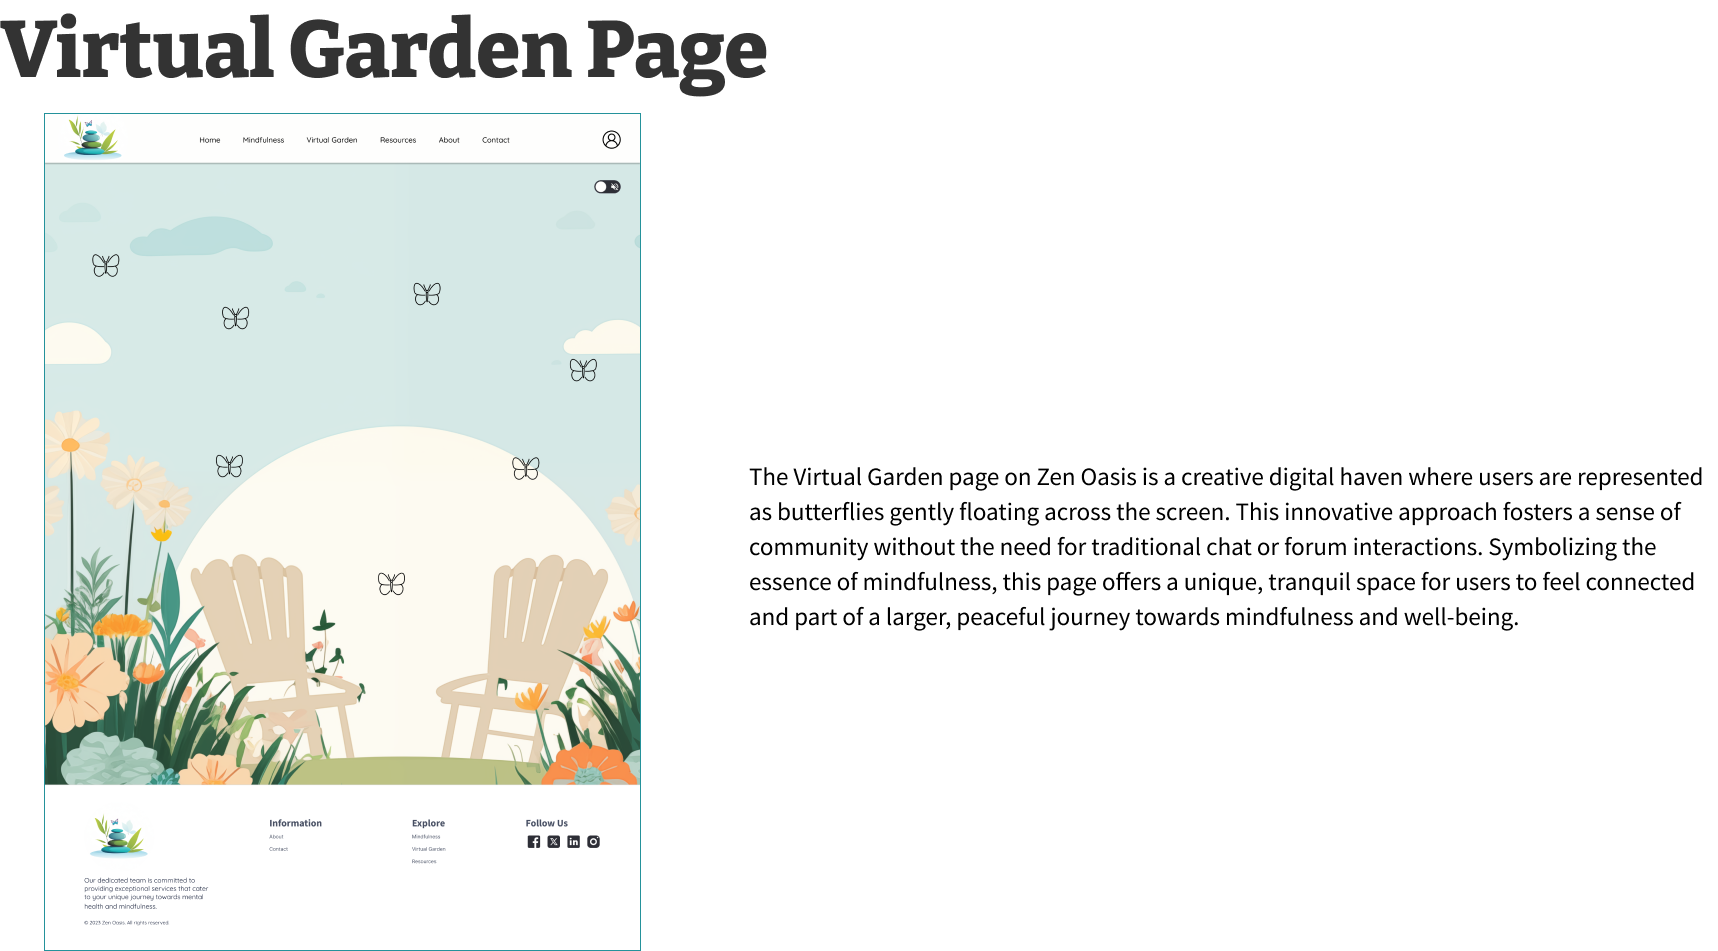 Virtual Garden Page
Home Mindfulness Virtual Garden Resources About Contact
The Virtual Garden page on Zen Oasis is a creative digital haven where users are represented
as butterflies gently floating across the screen. This innovative approach fosters a sense of
community without the need for traditional chat or forum interactions. Symbolizing the
essence of mindfulness, this page offers a unique, tranquil space for users to feel connected
and part of a larger, peaceful journey towards mindfulness and well-being.
Information
About
Contact
Explore
Mindfulness
Virtual Garden
Resources
Follow Us
Our dedicated team is committed to
providing exceptional services that cater
to your unique journey towards mental
health and mindfulness.
© 2023 Zen Oasis. All rights reserved